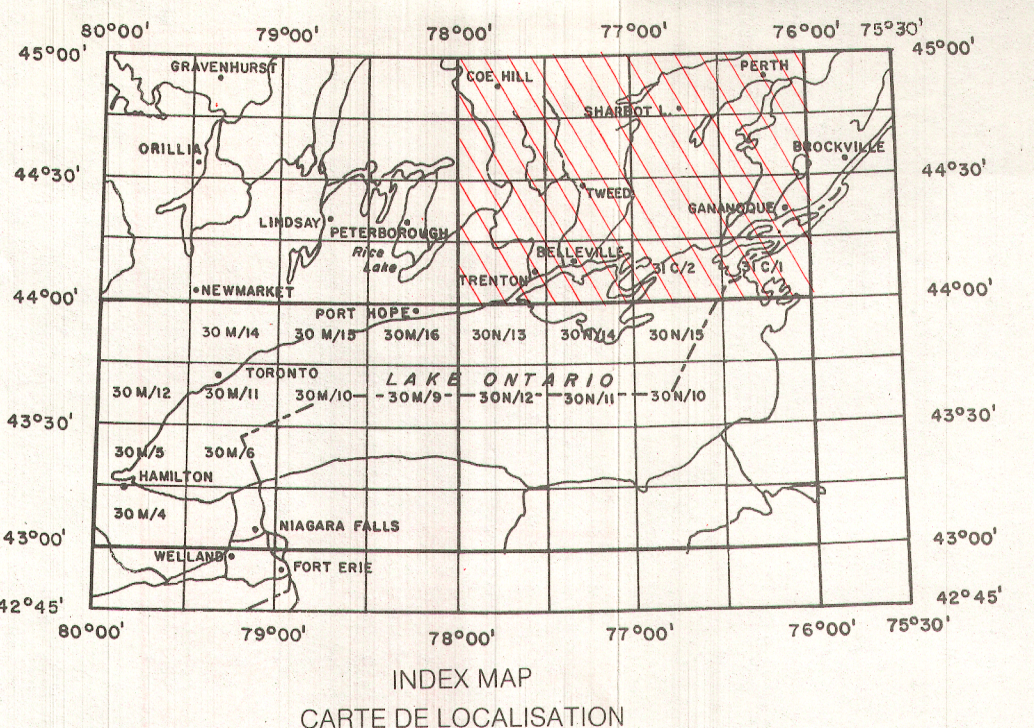 80°00' 79°00' 78°00' 77°00' 76°00' 75°30'
45°00' 45°00'
GRAVENHURST COE HILL PERTH
SHARBOT L.
ORILLIA BROCKVILLE
44°30' 44°30'
TWEED
LINDSAY PETERBOROUGH GANANOQUE
Rice BELLEVILLE
Lake TRENTON 31 C/2 31 C/1
44°00' NEWMARKET 44°00'
PORT HOPE
30 M/14 30 M/15 30M/16 30N/13 30N/14 30N/15
TORONTO LAKE ONTARIO
30 M/12 30M/11 30M/10 30M/9 30N/12 30N/11 30N/10
43°30' 43°30'
30M/5 30M/6
HAMILTON
30 M/4
NIAGARA FALLS
43°00' 43°00'
WELLAND FORT ERIE
42°45' 42°45'
80°00' 79°00' 78°00' 77°00' 76°00' 75°30'
INDEX MAP
CARTE DE LOCALISATION